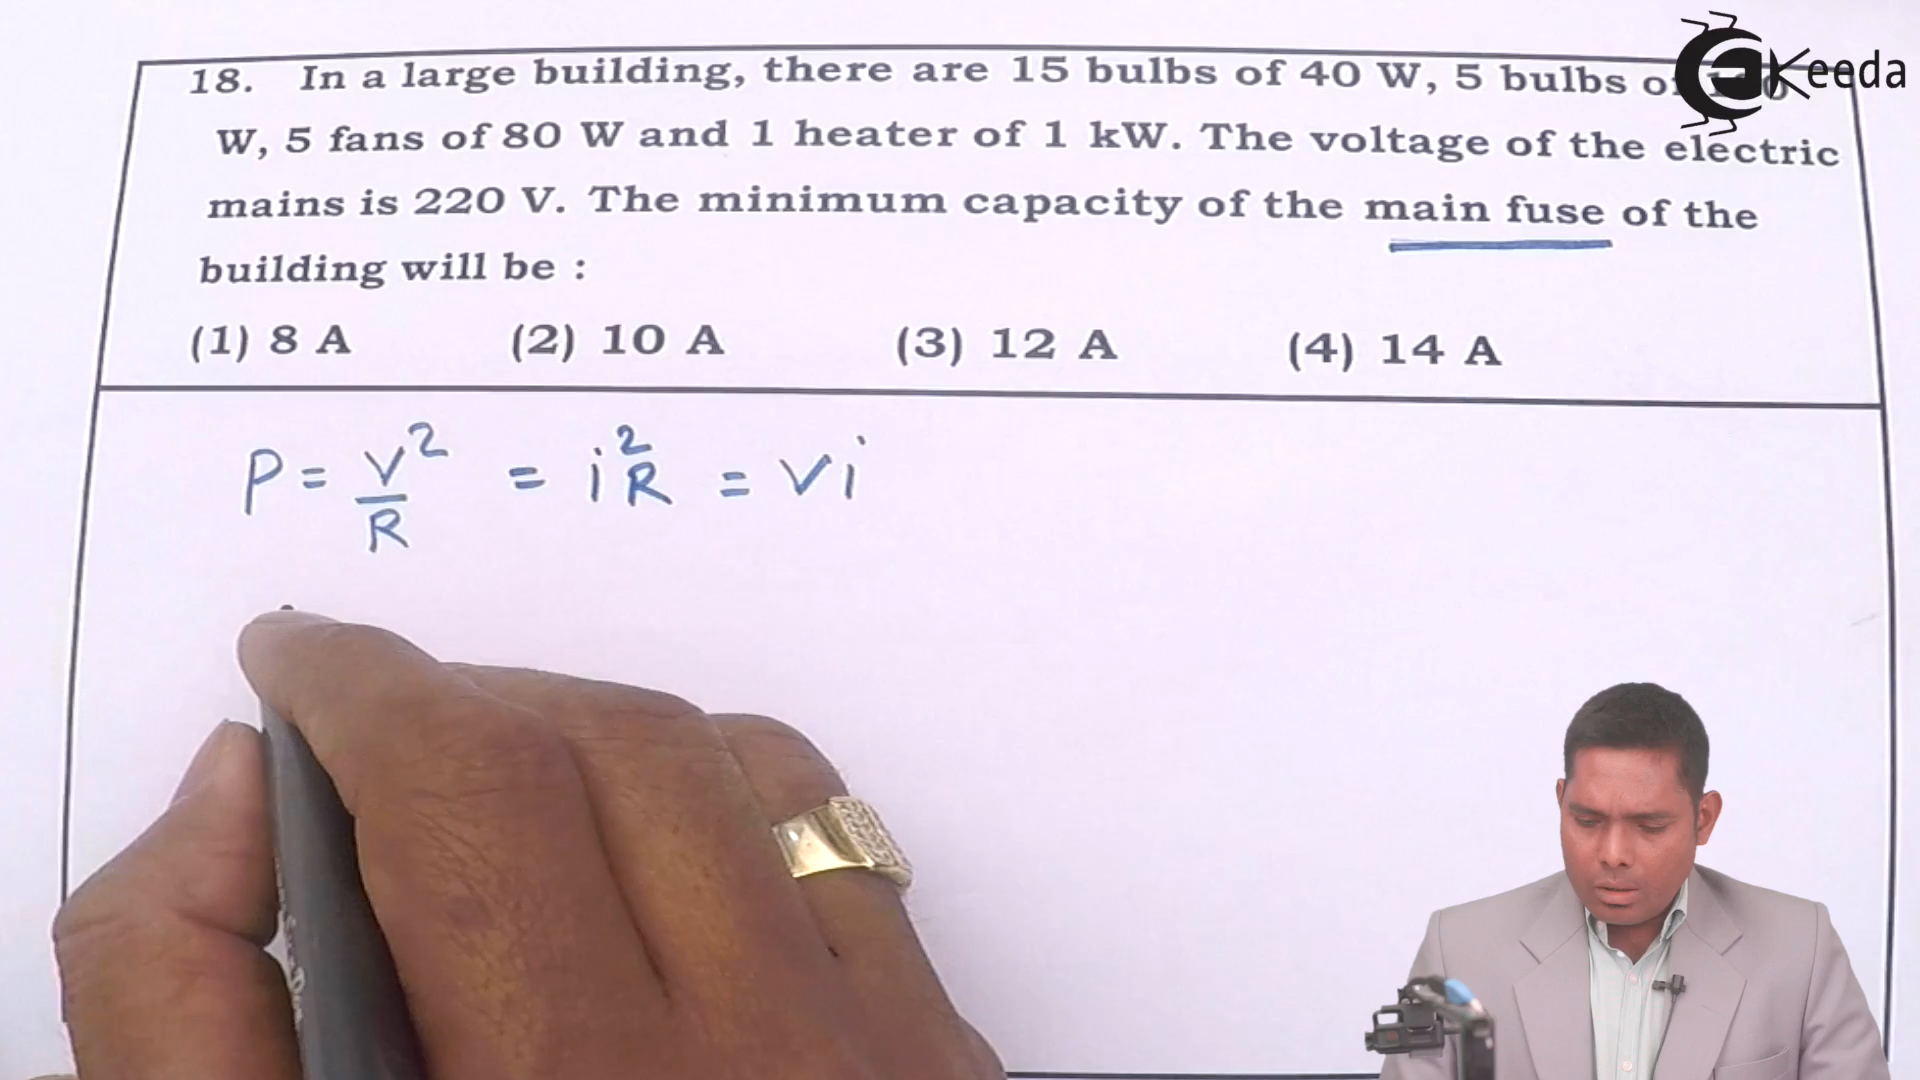 18. In a large building, there are 15 bulbs of 40 W, 5 bulbs of
W, 5 fans of 80 W and 1 heater of 1 kW. The voltage of the electric
mains is 220 V. The minimum capacity of the main fuse of the
building will be :
(1) 8 A (2) 10 A (3) 12 A (4) 14 A
P = V²/R = i²R = Vi
eKeeda